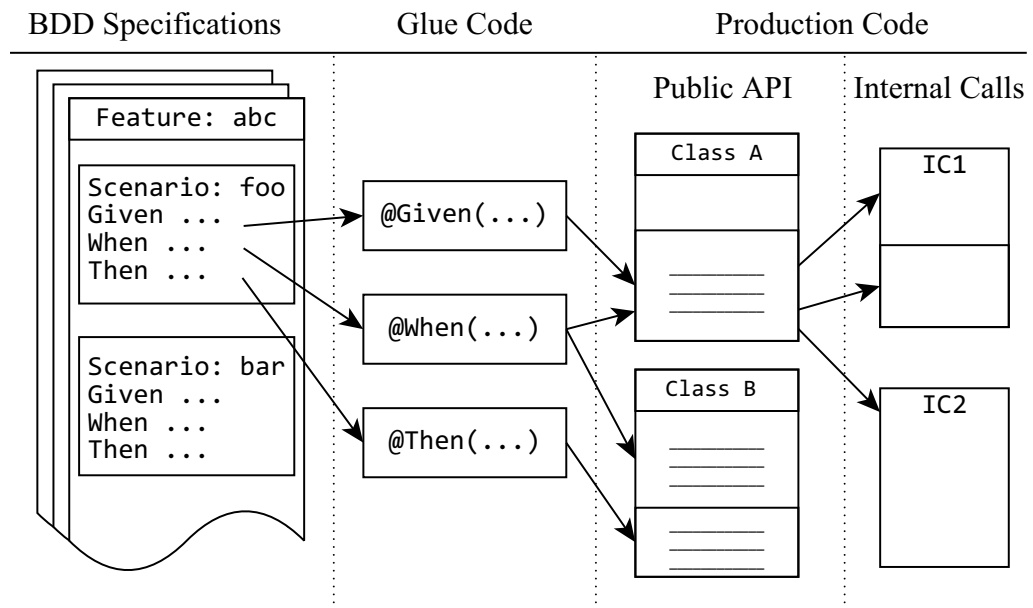 BDD Specifications
Glue Code
Production Code
Public API
Internal Calls
Feature: abc
Scenario: foo
Given ...
When ...
Then ...
Scenario: bar
Given ...
When ...
Then ...
@Given(...)
@When(...)
@Then(...)
Class A
Class B
IC1
IC2